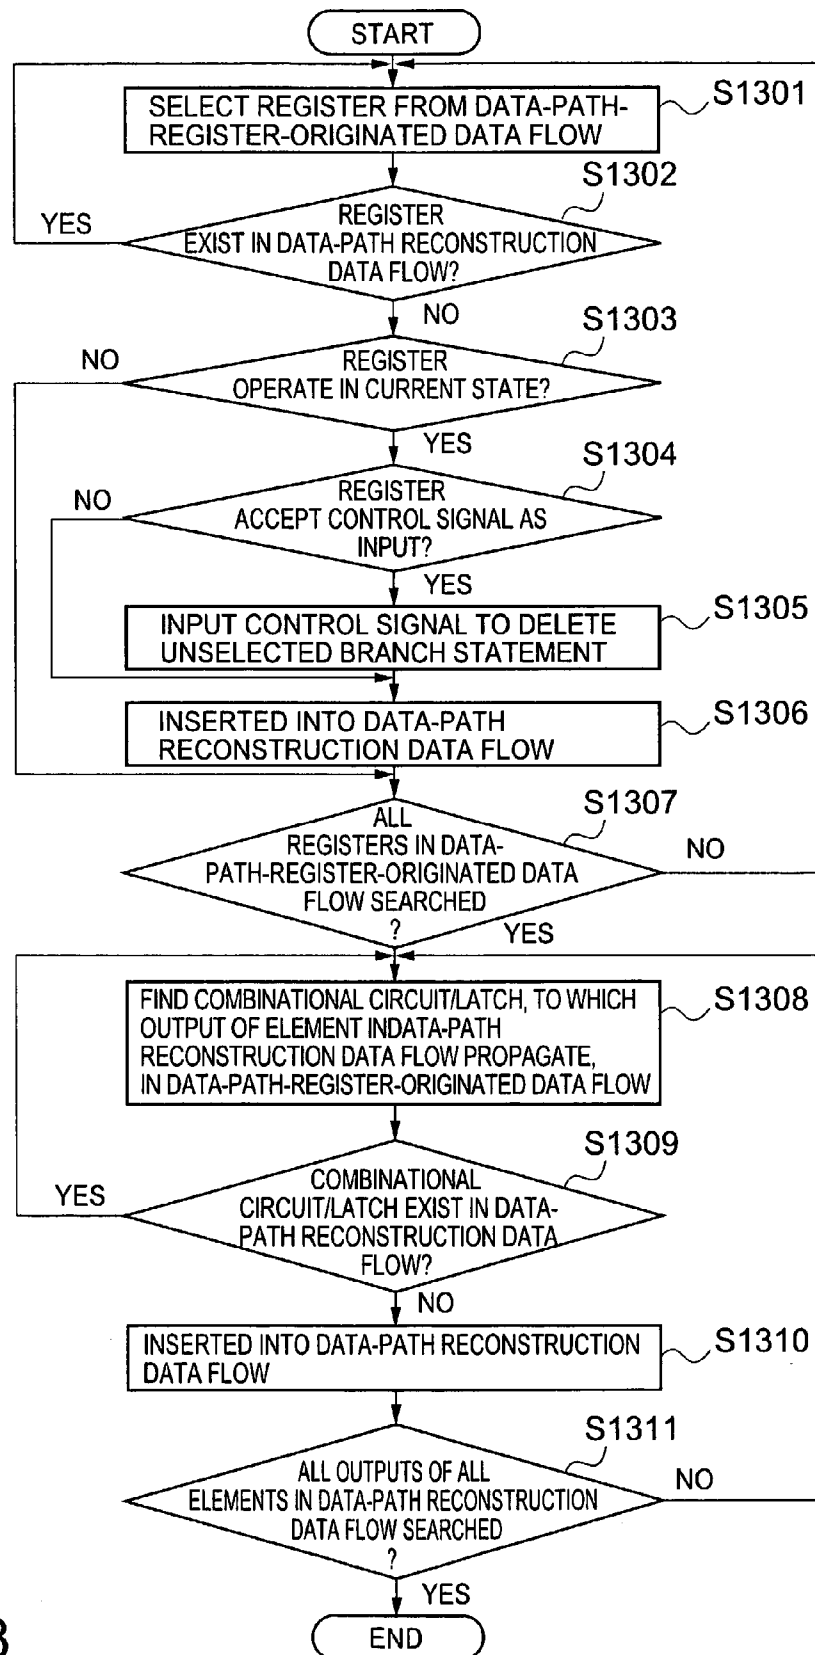 START
SELECT REGISTER FROM DATA-PATH-
REGISTER-ORIGINATED DATA FLOW
S1301
S1302
REGISTER
EXIST IN DATA-PATH RECONSTRUCTION
DATA FLOW?
YES
NO
S1303
REGISTER
OPERATE IN CURRENT STATE?
NO
YES
S1304
REGISTER
ACCEPT CONTROL SIGNAL AS
INPUT?
NO
YES
INPUT CONTROL SIGNAL TO DELETE
UNSELECTED BRANCH STATEMENT
S1305
INSERTED INTO DATA-PATH
RECONSTRUCTION DATA FLOW
S1306
S1307
ALL
REGISTERS IN DATA-
PATH-REGISTER-ORIGINATED DATA
FLOW SEARCHED
?
NO
YES
FIND COMBINATIONAL CIRCUIT/LATCH, TO WHICH
OUTPUT OF ELEMENT INDATA-PATH
RECONSTRUCTION DATA FLOW PROPAGATE,
IN DATA-PATH-REGISTER-ORIGINATED DATA FLOW
S1308
S1309
COMBINATIONAL
CIRCUIT/LATCH EXIST IN DATA-
PATH RECONSTRUCTION DATA
FLOW?
YES
NO
INSERTED INTO DATA-PATH RECONSTRUCTION
DATA FLOW
S1310
S1311
ALL OUTPUTS OF ALL
ELEMENTS IN DATA-PATH RECONSTRUCTION
DATA FLOW SEARCHED
?
NO
YES
END
3